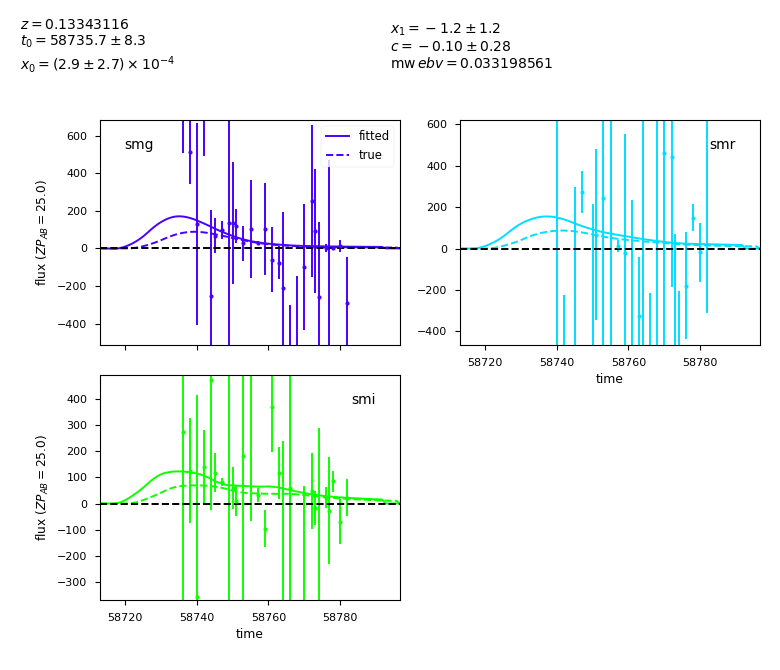 z = 0.13343116
t₀ = 58735.7 ± 8.3
x₀ = (2.9 ± 2.7) × 10⁻⁴
x₁ = −1.2 ± 1.2
c = −0.10 ± 0.28
mw ebv = 0.033198561
smg
fitted
true
flux (ZP_AB = 25.0)
600
400
200
0
−200
−400
smr
600
400
200
0
−200
−400
58720 58740 58760 58780
time
smi
flux (ZP_AB = 25.0)
400
300
200
100
0
−100
−200
−300
58720 58740 58760 58780
time